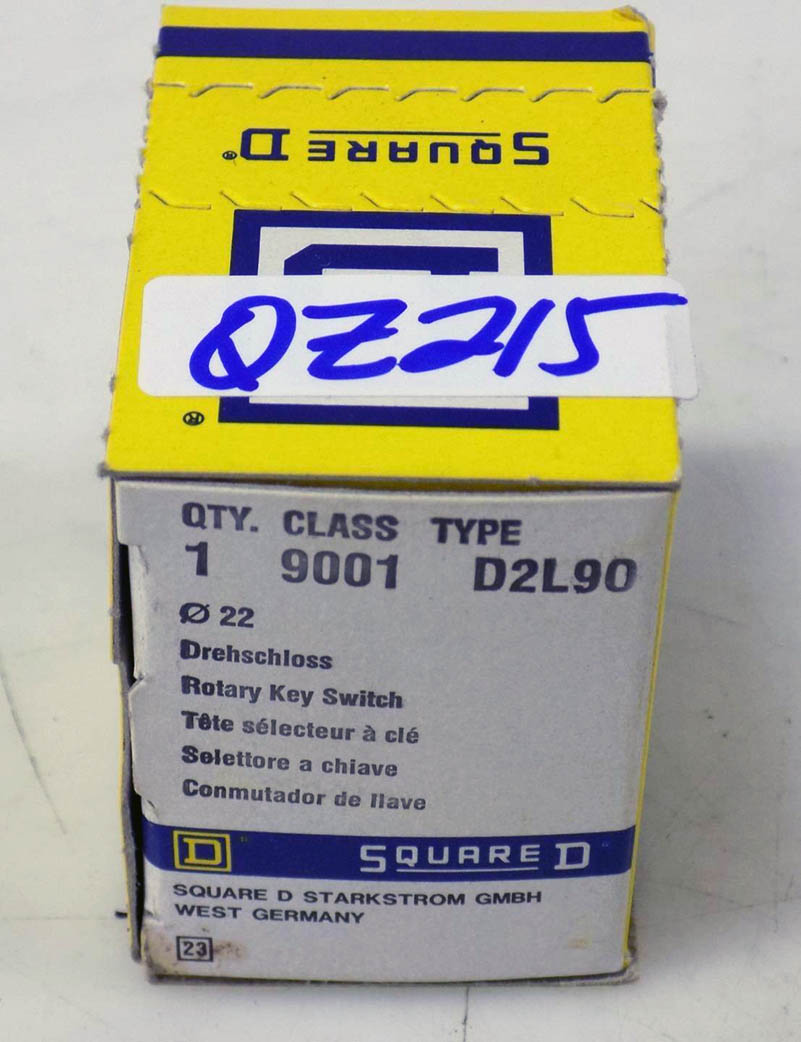 SQUARE D®
QZ215
®
QTY. CLASS TYPE
1 9001 D2L90
Ø 22
Drehschloss
Rotary Key Switch
Tête sélecteur à clé
Selettore a chiave
Conmutador de llave
D SQUARE D
SQUARE D STARKSTROM GMBH
WEST GERMANY
23